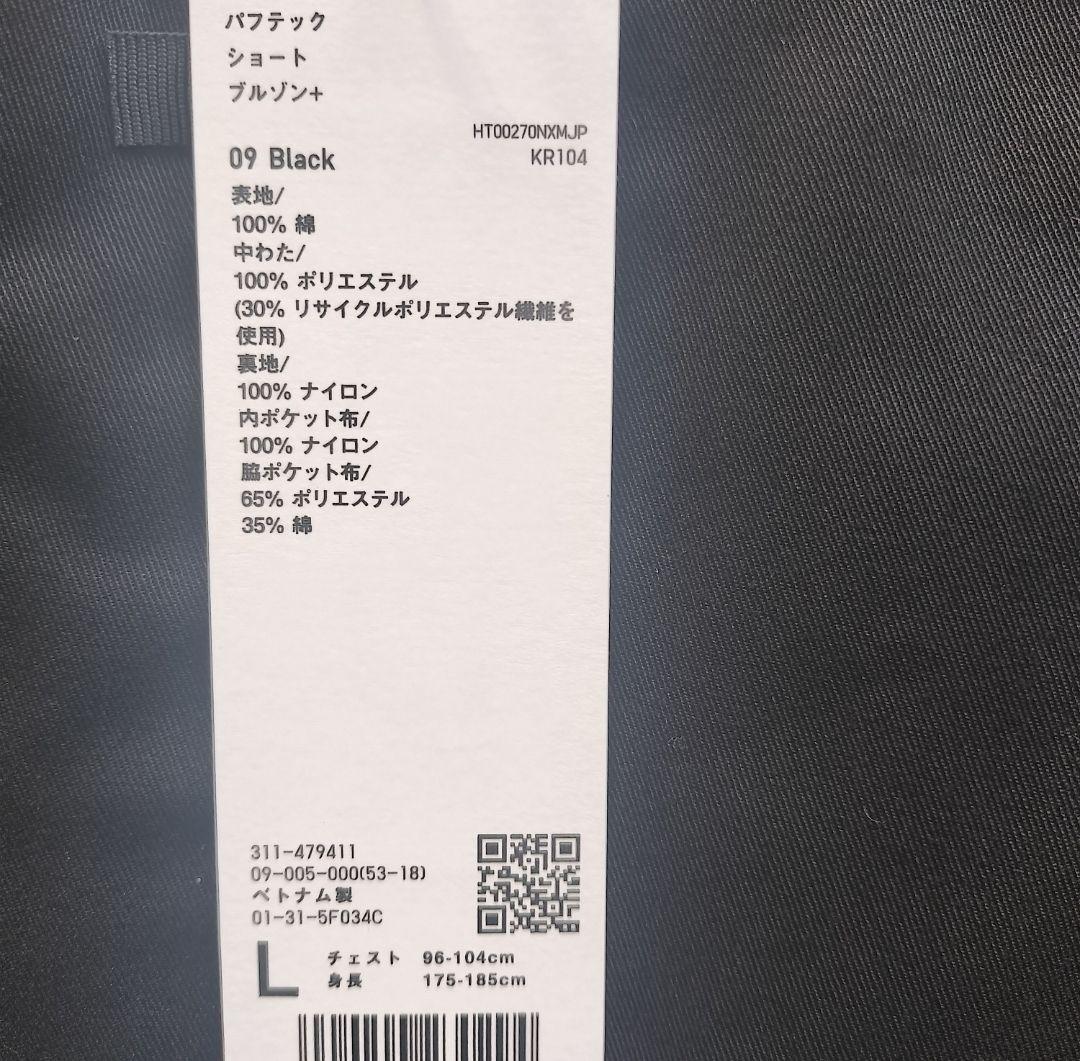 パフテック
ショート
ブルゾン+
HT00270NXMJP
09 Black
KR104
表地/
100% 綿
中わた/
100% ポリエステル
(30% リサイクルポリエステル繊維を
使用)
裏地/
100% ナイロン
内ポケット布/
100% ナイロン
脇ポケット布/
65% ポリエステル
35% 綿
311-479411
09-005-000(53-18)
ベトナム製
01-31-5F034C
L
チェスト 96-104cm
身長 175-185cm